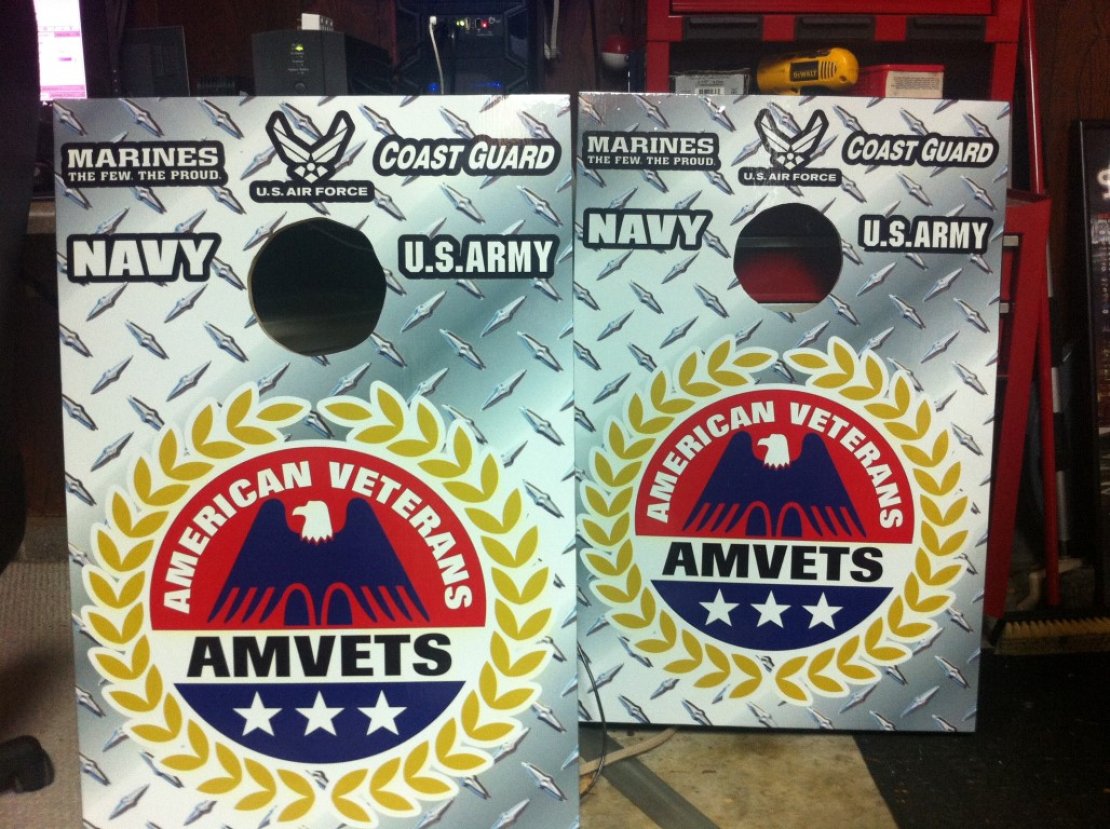 MARINES
THE FEW. THE PROUD.
U.S. AIR FORCE
COAST GUARD
NAVY
U.S.ARMY
AMERICAN VETERANS
AMVETS
MARINES
THE FEW. THE PROUD.
U.S. AIR FORCE
COAST GUARD
NAVY
U.S.ARMY
AMERICAN VETERANS
AMVETS
DEWALT